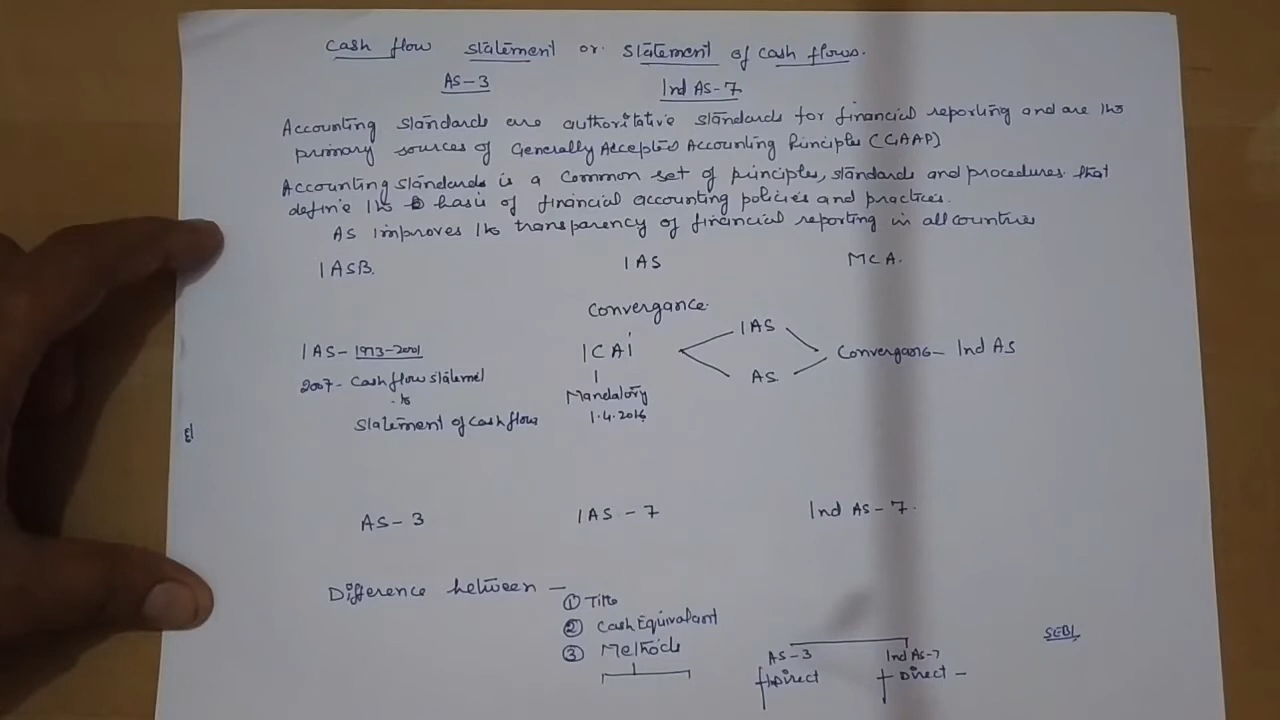 Cash flow statement or statement of cash flows.
AS-3 Ind AS-7
Accounting standards are authoritative standards for financial reporting and are the
primary sources of Generally Accepted Accounting Principles (GAAP)
Accounting standards is a common set of principles, standards and procedures that
define the basis of financial accounting policies and practices.
AS improves the transparency of financial reporting in all countries
IASB. IAS MCA.
Convergance.
IAS
IAS - 1973-2001 ICAI Convergans - Ind AS
AS
2007 - Cash flow statement
to
Statement of cash flows
Mandatory
1.4.2016
AS-3 IAS-7 Ind AS-7.
Difference between —
① Title
② Cash Equivalant
③ Methods
SEBI
AS-3 Ind AS-7
Direct Direct -